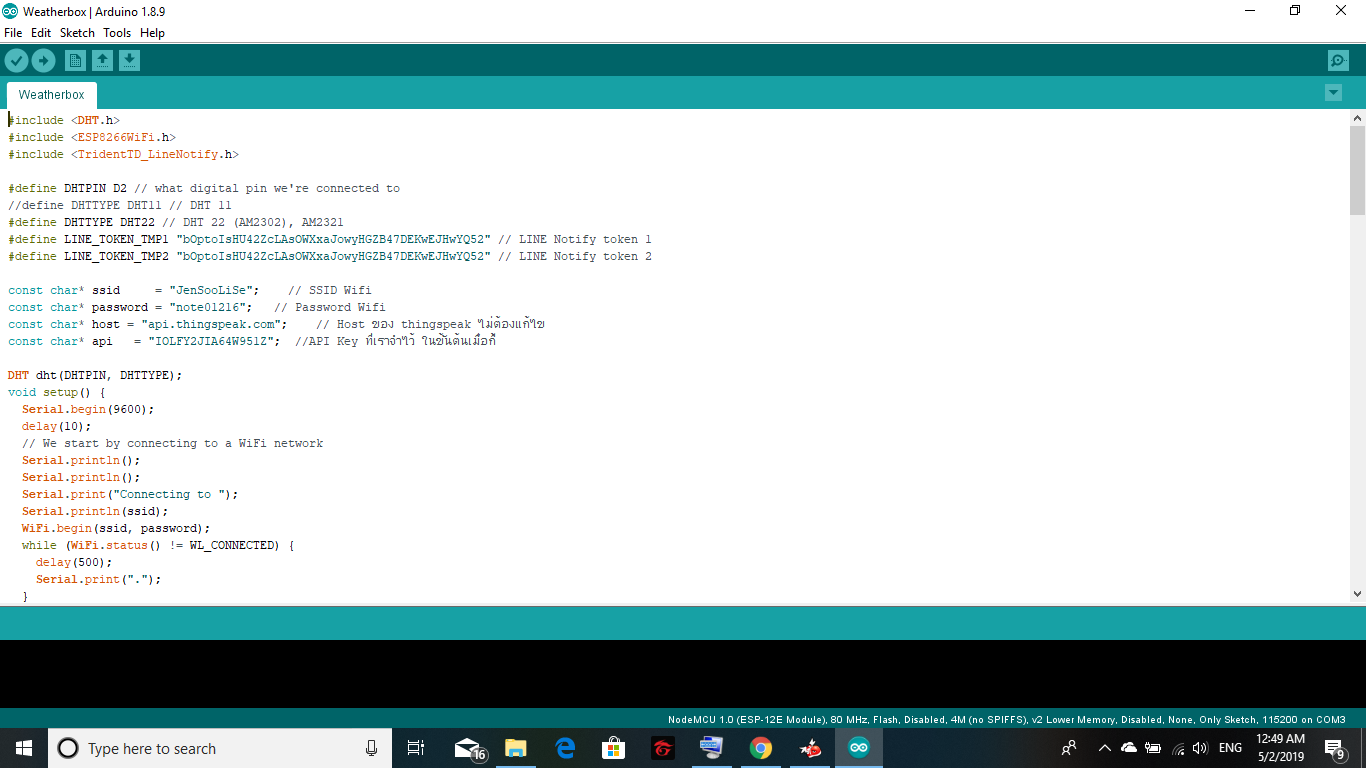 Weatherbox | Arduino 1.8.9
File Edit Sketch Tools Help
Weatherbox
#include <DHT.h>
#include <ESP8266WiFi.h>
#include <TridentTD_LineNotify.h>
#define DHTPIN D2 // what digital pin we're connected to
//define DHTTYPE DHT11 // DHT 11
#define DHTTYPE DHT22 // DHT 22 (AM2302), AM2321
#define LINE_TOKEN_TMP1 "bOptoIsHU42ZcLAsOWXxaJowyHGZB47DEKwEJHwYQ52" // LINE Notify token 1
#define LINE_TOKEN_TMP2 "bOptoIsHU42ZcLAsOWXxaJowyHGZB47DEKwEJHwYQ52" // LINE Notify token 2
const char* ssid     = "JenSooLiSe";    // SSID Wifi
const char* password = "note01216";   // Password Wifi
const char* host = "api.thingspeak.com";    // Host ของ thingspeak ไม่ต้องแก้ไข
const char* api   = "IOLFY2JIA64W951Z";  //API Key ที่เราจำไว้ ในขั้นต้นเมื่อกี้
DHT dht(DHTPIN, DHTTYPE);
void setup() {
  Serial.begin(9600);
  delay(10);
  // We start by connecting to a WiFi network
  Serial.println();
  Serial.println();
  Serial.print("Connecting to ");
  Serial.println(ssid);
  WiFi.begin(ssid, password);
  while (WiFi.status() != WL_CONNECTED) {
    delay(500);
    Serial.print(".");
  }
NodeMCU 1.0 (ESP-12E Module), 80 MHz, Flash, Disabled, 4M (no SPIFFS), v2 Lower Memory, Disabled, None, Only Sketch, 115200 on COM3
Type here to search
16
ENG
12:49 AM
5/2/2019
9